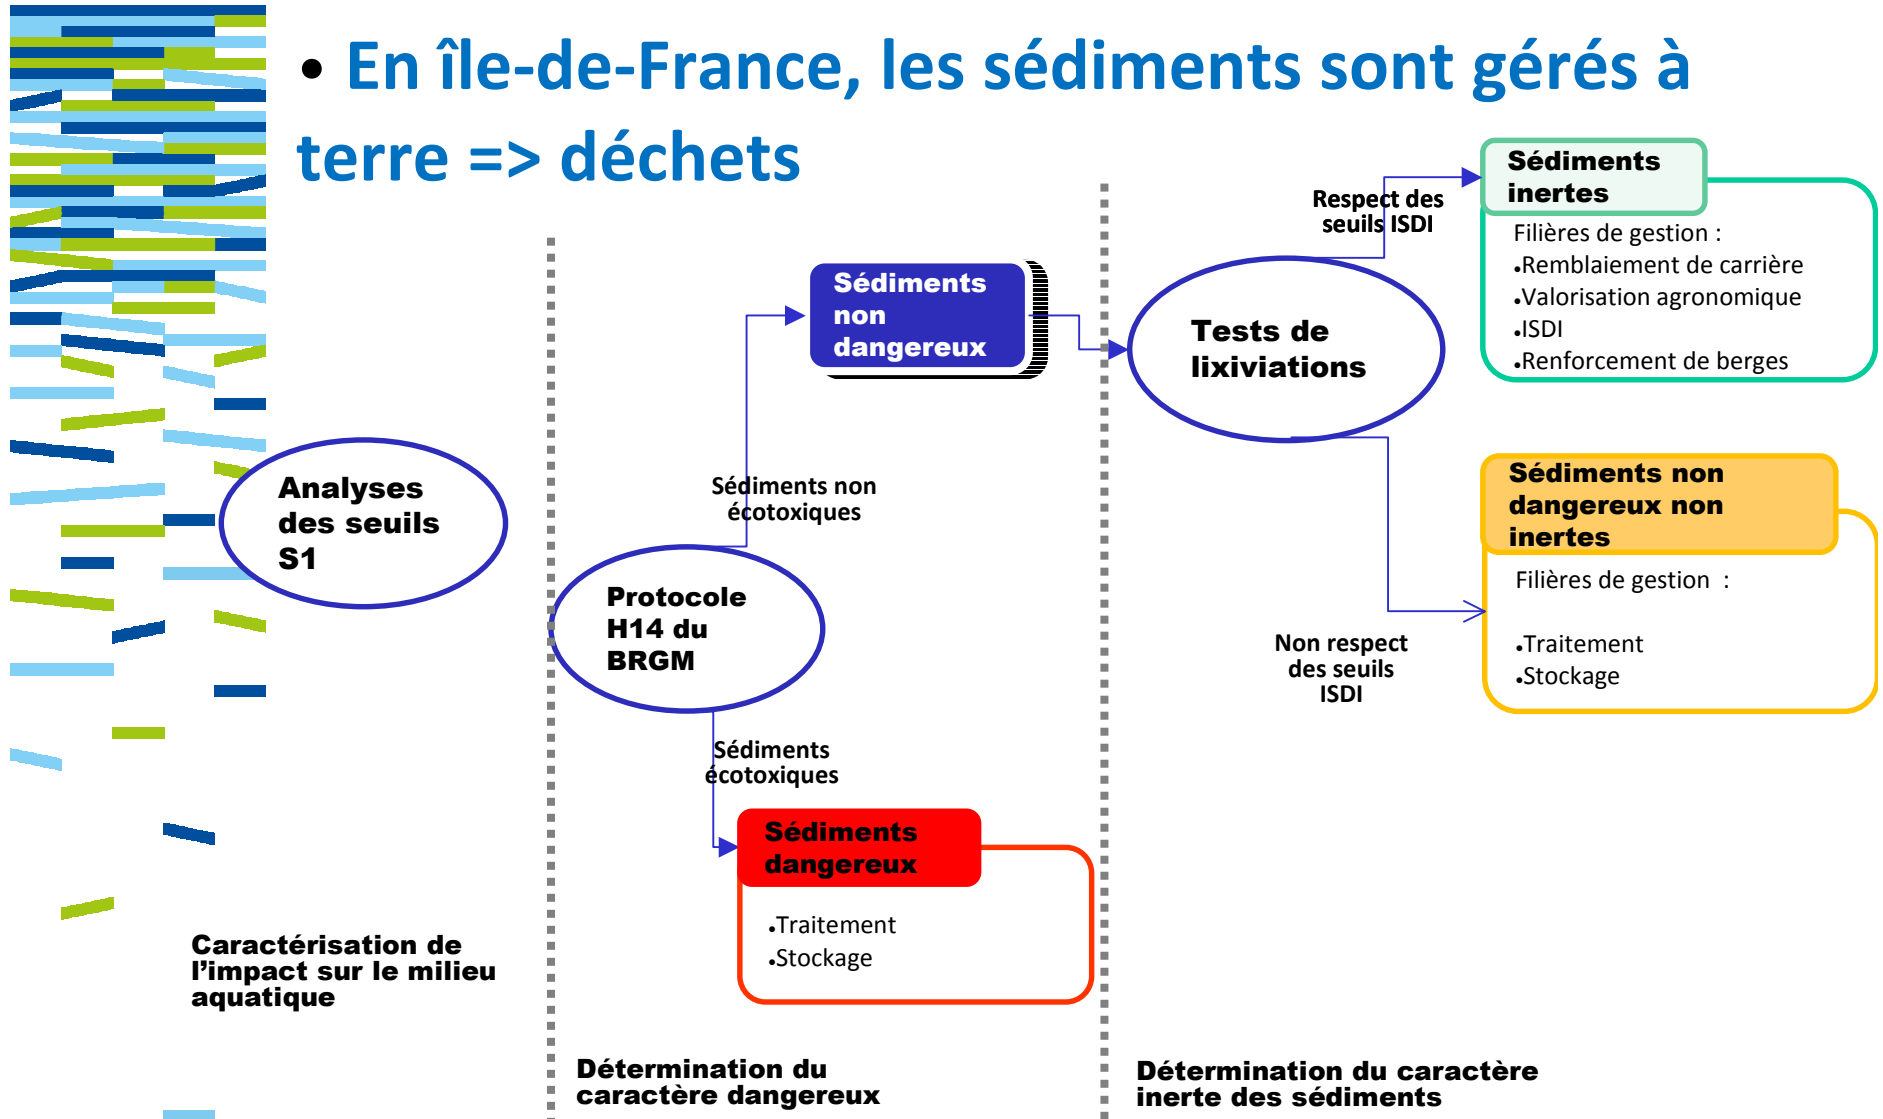 • En île-de-France, les sédiments sont gérés à
terre => déchets
Analyses
des seuils
S1
Caractérisation de
l’impact sur le milieu
aquatique
Protocole
H14 du
BRGM
Sédiments non
écotoxiques
Sédiments
non
dangereux
Sédiments
écotoxiques
Sédiments
dangereux
•Traitement
•Stockage
Détermination du
caractère dangereux
Tests de
lixiviations
Respect des
seuils ISDI
Sédiments
inertes
Filières de gestion :
•Remblaiement de carrière
•Valorisation agronomique
•ISDI
•Renforcement de berges
Non respect
des seuils
ISDI
Sédiments non
dangereux non
inertes
Filières de gestion :
•Traitement
•Stockage
Détermination du caractère
inerte des sédiments